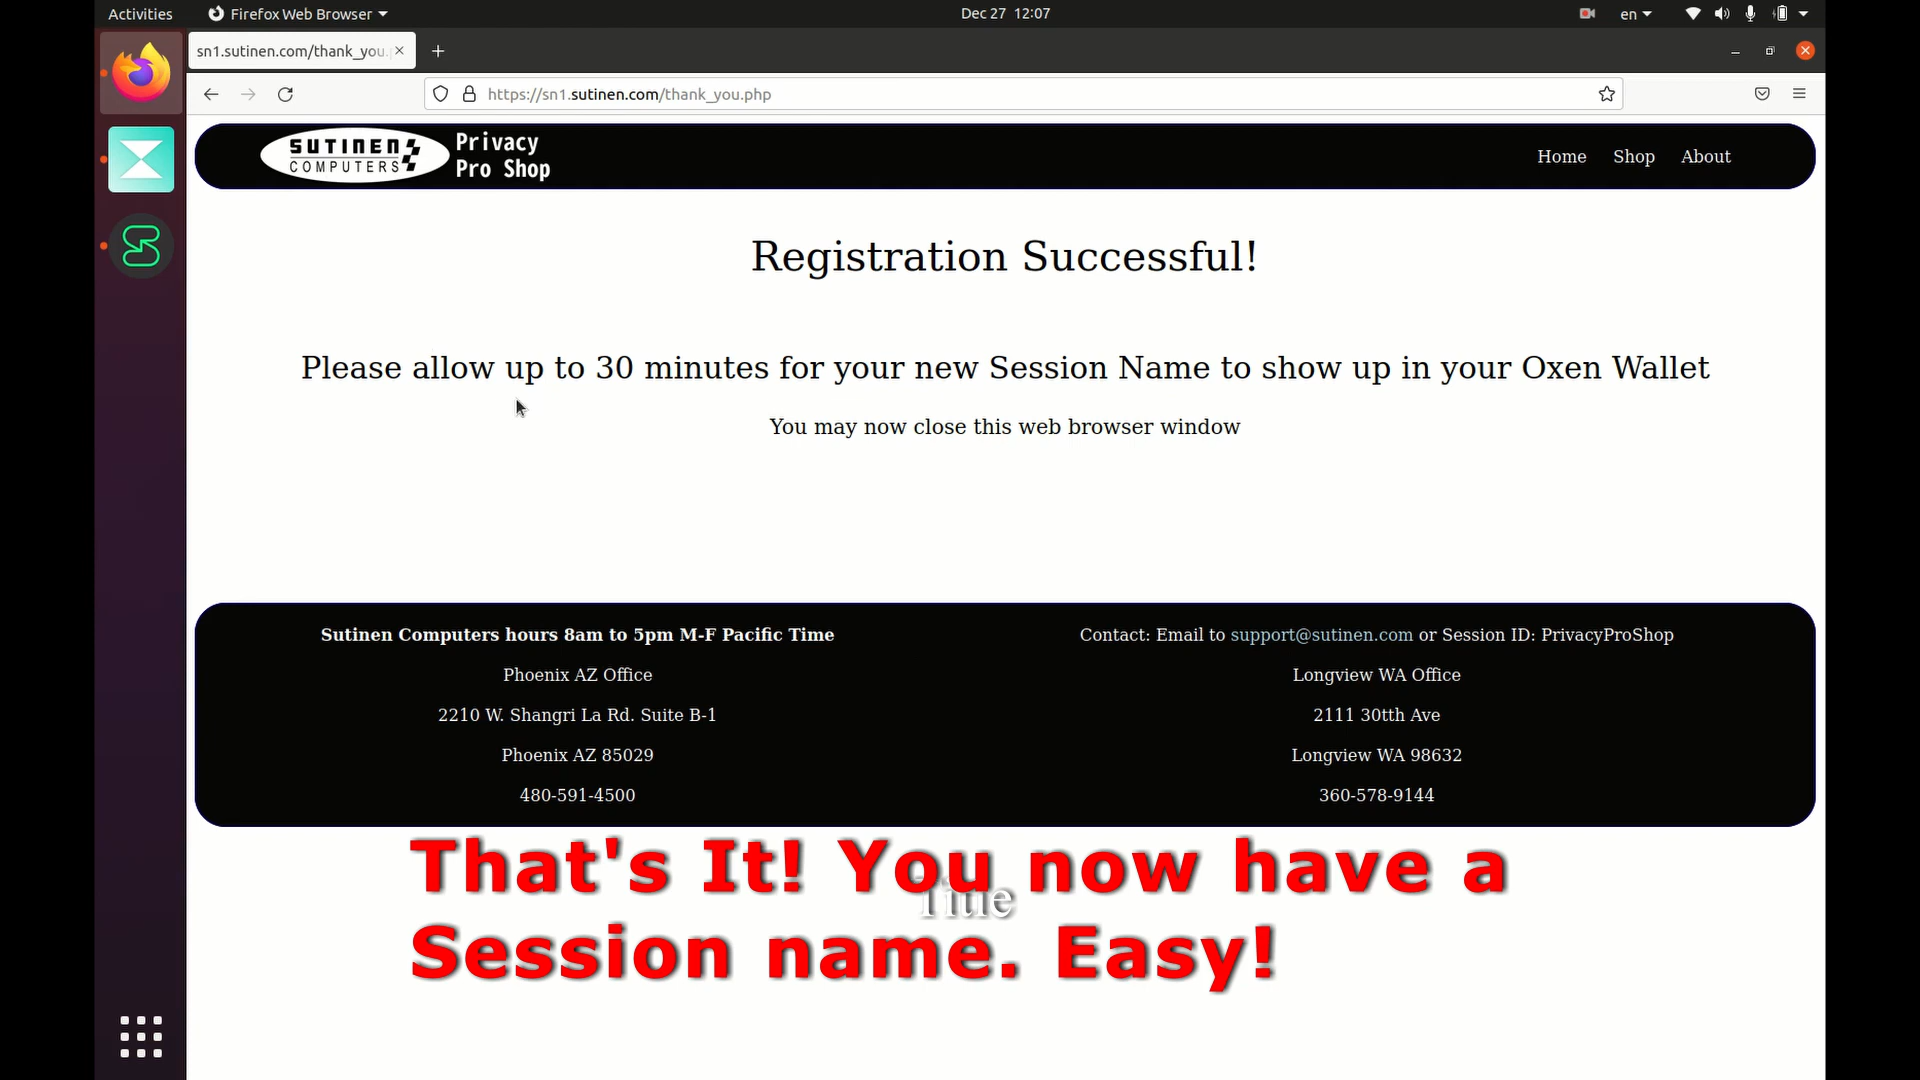 Activities
Firefox Web Browser
Dec 27 12:07
en
sn1.sutinen.com/thank_you.
https://sn1.sutinen.com/thank_you.php
SUTINEN
COMPUTERS
Privacy
Pro Shop
Home Shop About
Registration Successful!
Please allow up to 30 minutes for your new Session Name to show up in your Oxen Wallet
You may now close this web browser window
Sutinen Computers hours 8am to 5pm M-F Pacific Time
Phoenix AZ Office
2210 W. Shangri La Rd. Suite B-1
Phoenix AZ 85029
480-591-4500
Contact: Email to support@sutinen.com or Session ID: PrivacyProShop
Longview WA Office
2111 30tth Ave
Longview WA 98632
360-578-9144
That's It! You now have a
Title
Session name. Easy!